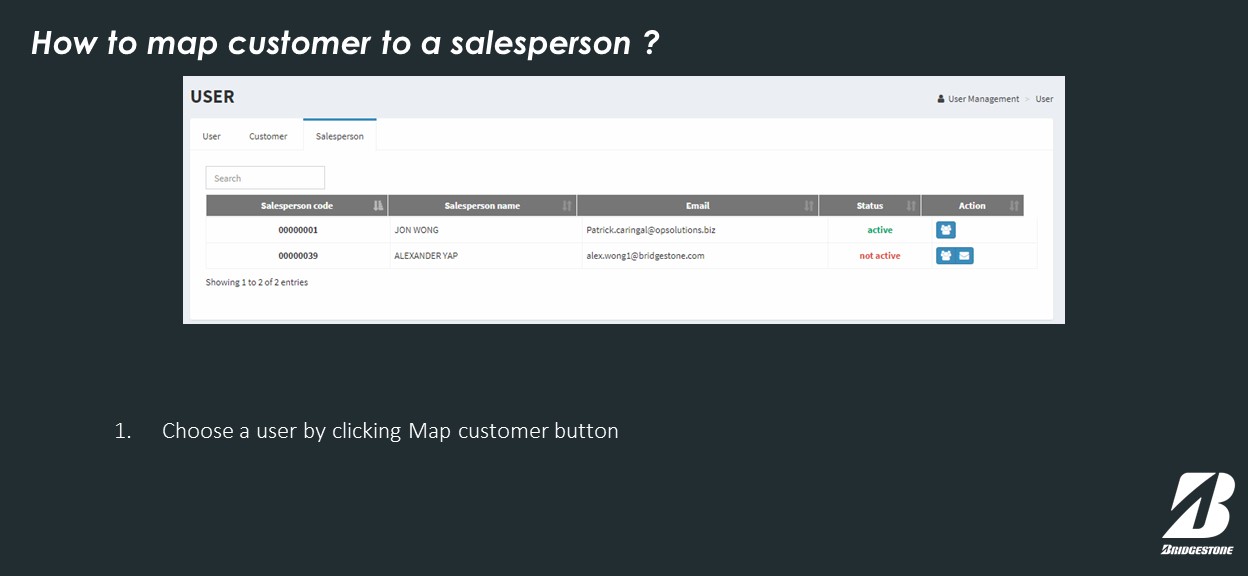 How to map customer to a salesperson ?
USER
User Management > User
User Customer Salesperson
Search
Salesperson code Salesperson name Email Status Action
00000001 JON WONG Patrick.caringal@opsolutions.biz active
00000039 ALEXANDER YAP alex.wong1@bridgestone.com not active
Showing 1 to 2 of 2 entries
1. Choose a user by clicking Map customer button
BRIDGESTONE